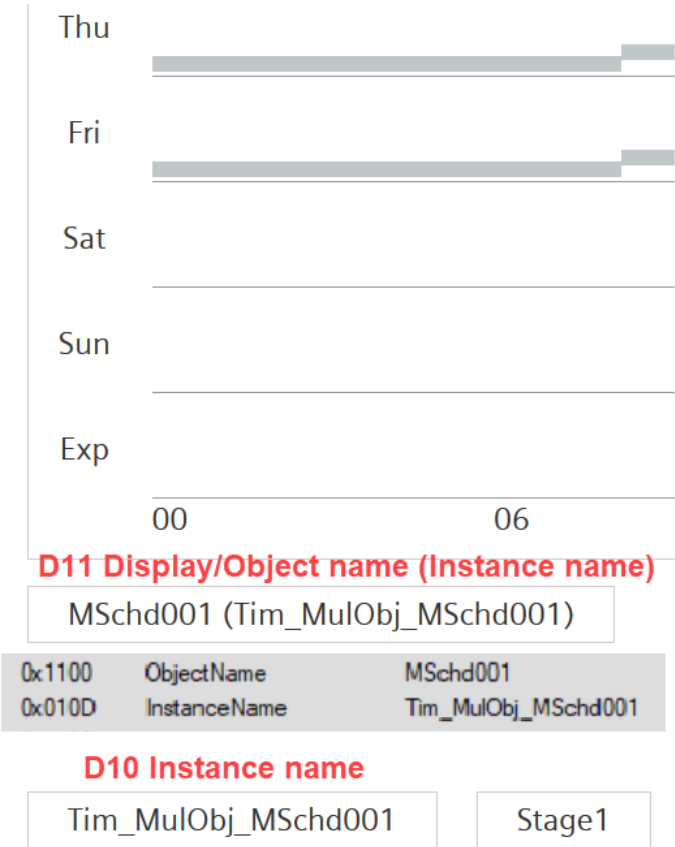 Thu
Fri
Sat
Sun
Exp
00 06
D11 Display/Object name (Instance name)
MSchd001 (Tim_MulObj_MSchd001)
0x1100 ObjectName MSchd001
0x010D InstanceName Tim_MulObj_MSchd001
D10 Instance name
Tim_MulObj_MSchd001 Stage1